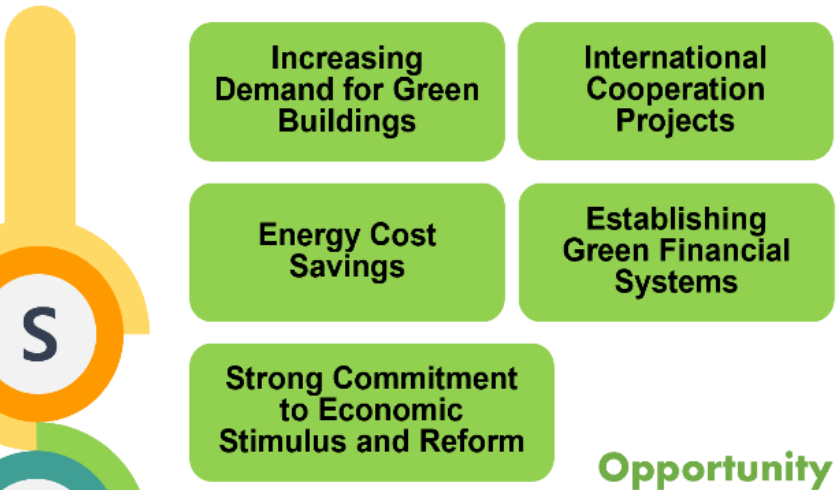 Increasing
Demand for Green
Buildings
International
Cooperation
Projects
Energy Cost
Savings
Establishing
Green Financial
Systems
S
Strong Commitment
to Economic
Stimulus and Reform
Opportunity